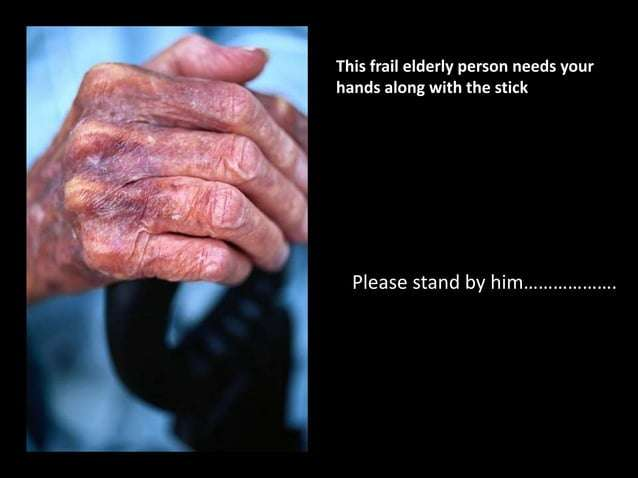 This frail elderly person needs your
hands along with the stick
Please stand by him……………….